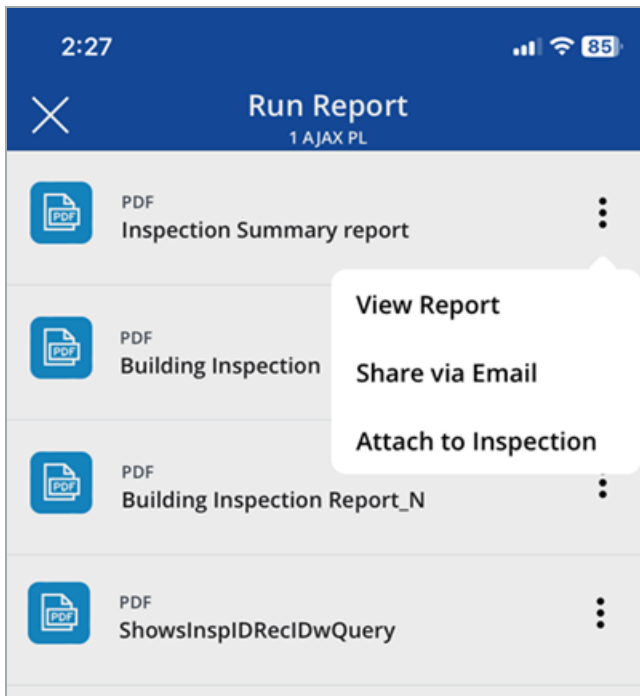 2:27
85
Run Report
1 AJAX PL
PDF
PDF
Inspection Summary report
View Report
PDF
PDF
Building Inspection
Share via Email
Attach to Inspection
PDF
PDF
Building Inspection Report_N
PDF
PDF
ShowsInspIDRecIDwQuery